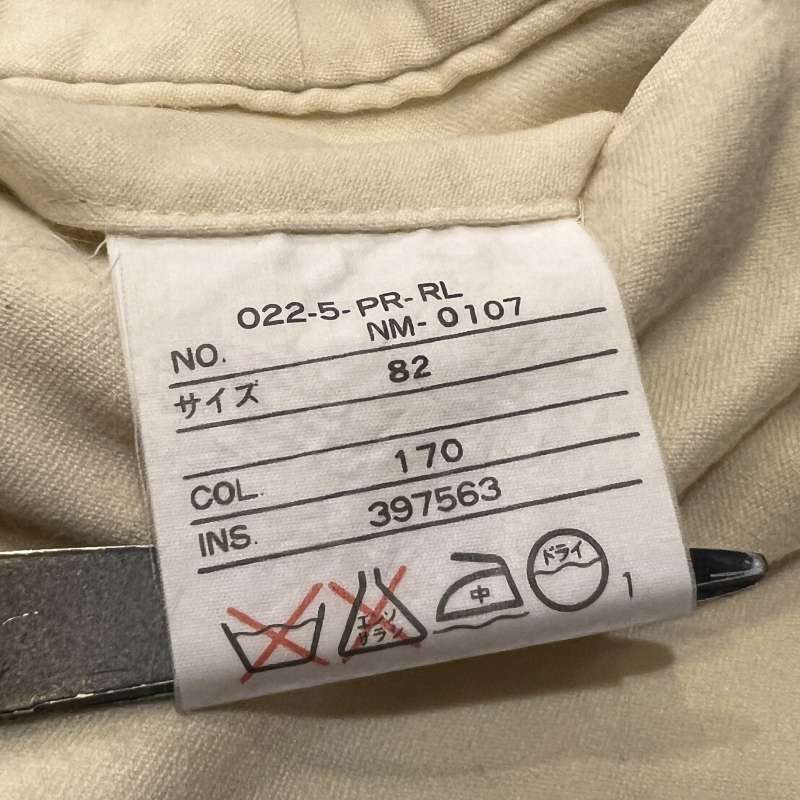 022-5-PR-RL
NO. NM-0107
サイズ 82
COL. 170
INS. 397563
エンソ
サラシ
中
ドライ
1